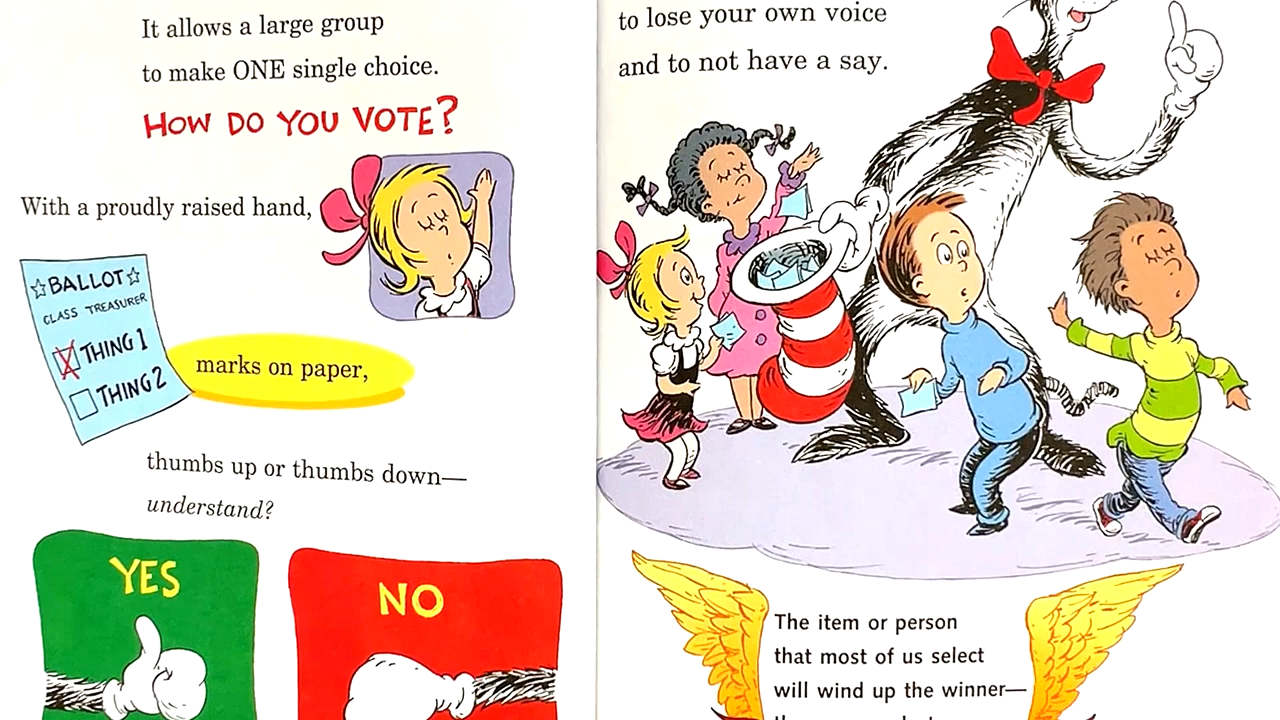 It allows a large group
to make ONE single choice.
HOW DO YOU VOTE?
With a proudly raised hand,
☆BALLOT☆
CLASS TREASURER
THING 1
THING 2
marks on paper,
thumbs up or thumbs down—
understand?
YES
NO
to lose your own voice
and to not have a say.
The item or person
that most of us select
will wind up the winner—